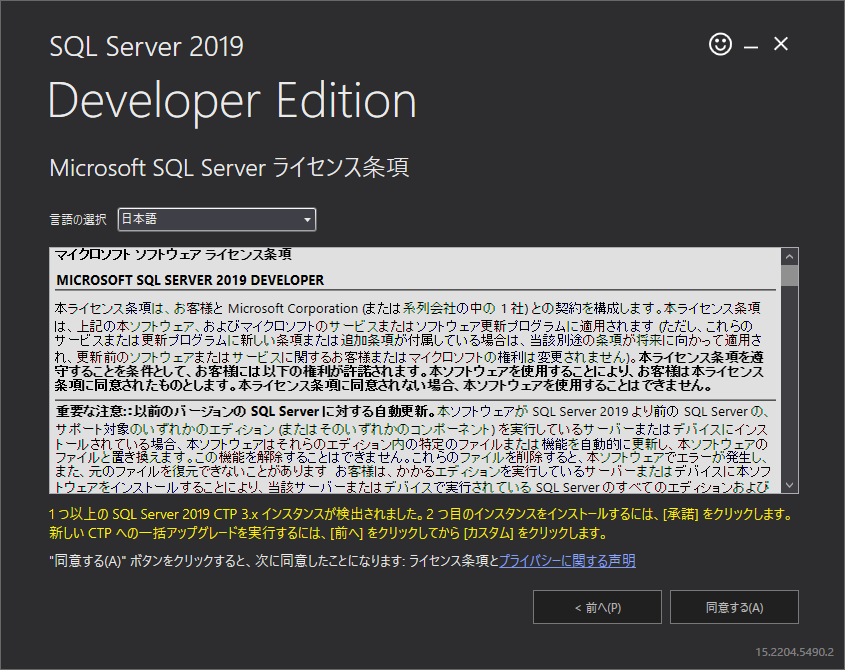 SQL Server 2019
Developer Edition
Microsoft SQL Server ライセンス条項
言語の選択 日本語
マイクロソフト ソフトウェア ライセンス条項
MICROSOFT SQL SERVER 2019 DEVELOPER
本ライセンス条項は、お客様と Microsoft Corporation (または系列会社の中の 1 社) との契約を構成します。本ライセンス条項
は、上記の本ソフトウェア、およびマイクロソフトのサービスまたはソフトウェア更新プログラムに適用されます (ただし、これらの
サービスまたは更新プログラムに新しい条項または追加条項が付属している場合は、当該別途の条項が将来に向かって適用さ
れ、更新前のソフトウェアまたはサービスに関するお客様またはマイクロソフトの権利は変更されません)。本ライセンス条項を遵
守することを条件として、お客様には以下の権利が許諾されます。本ソフトウェアを使用することにより、お客様は本ライセンス
条項に同意されたものとします。本ライセンス条項に同意されない場合、本ソフトウェアを使用することはできません。
重要な注意::以前のバージョンの SQL Server に対する自動更新。本ソフトウェアが SQL Server 2019 より前の SQL Server の、
サポート対象のいずれかのエディション (またはそのいずれかのコンポーネント) を実行しているサーバーまたはデバイスにインス
トールされている場合、本ソフトウェアはそれらのエディション内の特定のファイルまたは機能を自動的に更新し、本ソフトウェアの
ファイルと置き換えます。この機能を解除することはできません。これらのファイルを削除すると、本ソフトウェアでエラーが発生し、
また、元のファイルを復元できないことがあります お客様は、かかるエディションを実行しているサーバーまたはデバイスに本ソフ
トウェアをインストールすることにより、当該サーバーまたはデバイスで実行されている SQL Server のすべてのエディションおよび
1 つ以上の SQL Server 2019 CTP 3.x インスタンスが検出されました。2 つ目のインスタンスをインストールするには、[承諾] をクリックします。
新しい CTP への一括アップグレードを実行するには、[前へ] をクリックしてから [カスタム] をクリックします。
"同意する(A)" ボタンをクリックすると、次に同意したことになります: ライセンス条項とプライバシーに関する声明
< 前へ(P) 同意する(A)
15.2204.5490.2